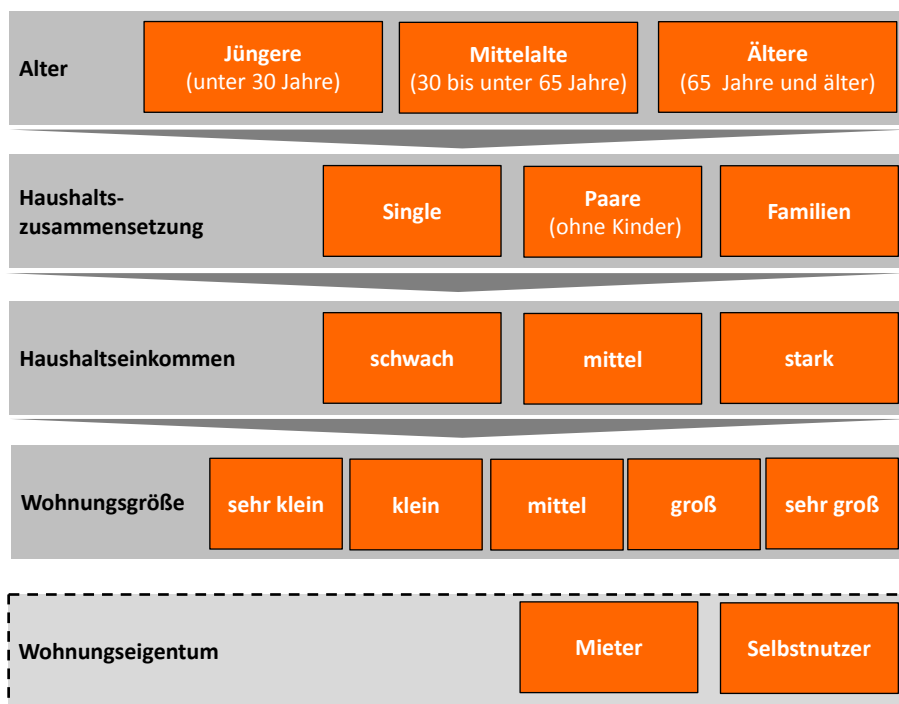 Alter
Jüngere
(unter 30 Jahre)
Mittelalte
(30 bis unter 65 Jahre)
Ältere
(65 Jahre und älter)
Haushalts-
zusammensetzung
Single
Paare
(ohne Kinder)
Familien
Haushaltseinkommen
schwach
mittel
stark
Wohnungsgröße
sehr klein
klein
mittel
groß
sehr groß
Wohnungseigentum
Mieter
Selbstnutzer